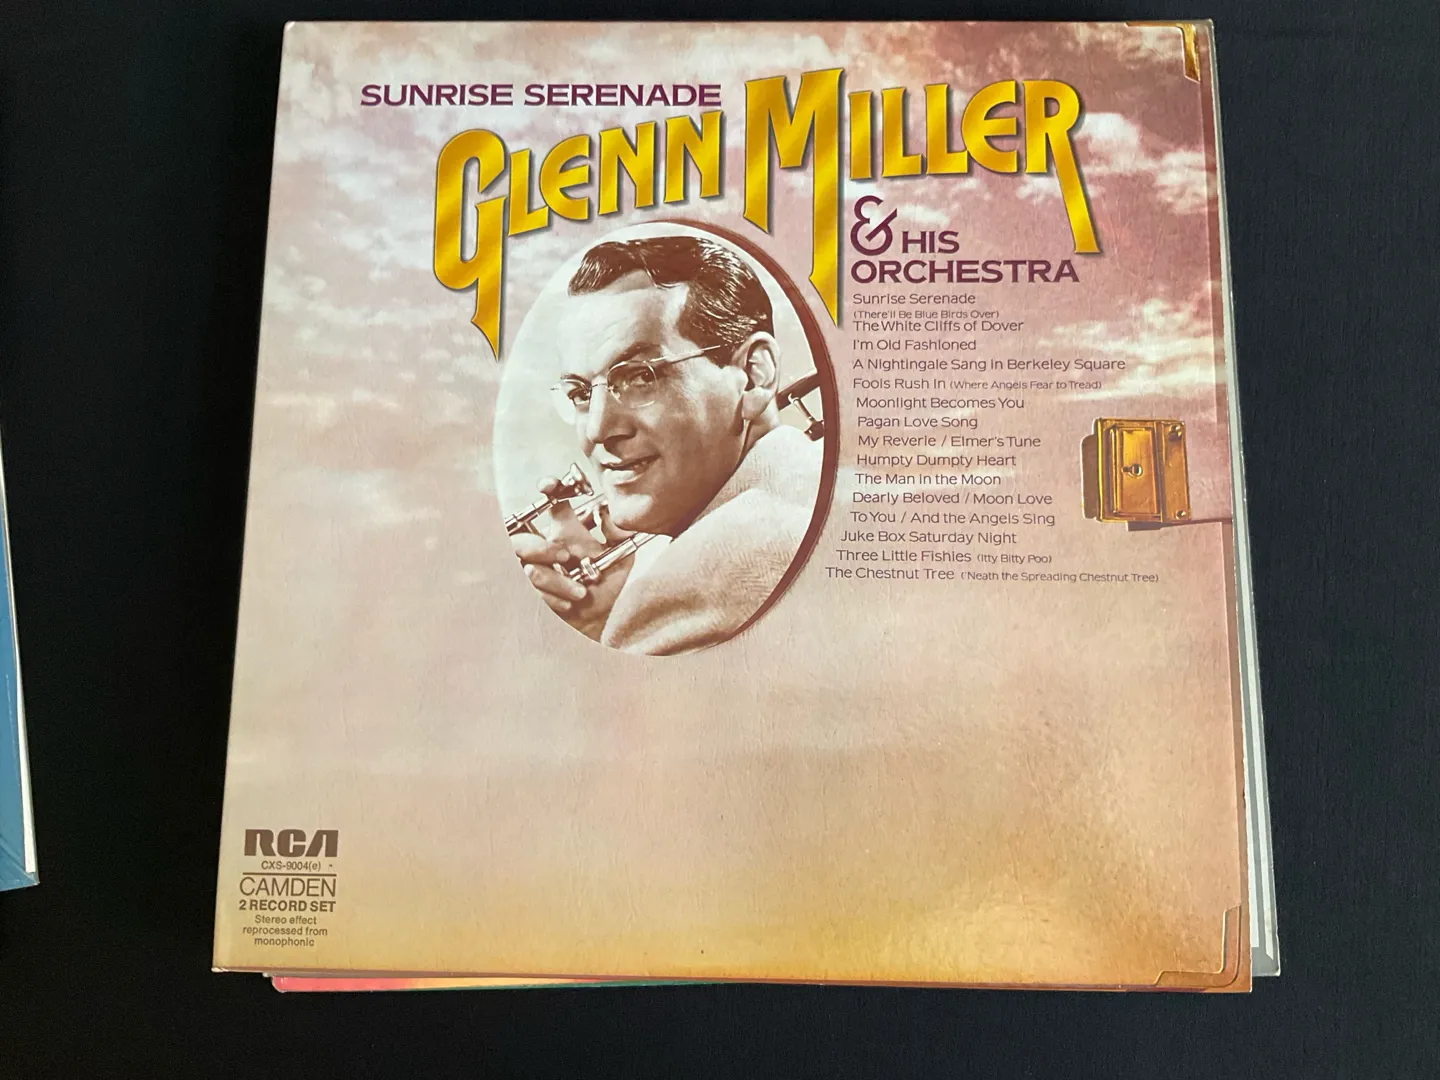 SUNRISE SERENADE
GLENN MILLER
& HIS
ORCHESTRA
Sunrise Serenade
(There'll Be Blue Birds Over)
The White Cliffs of Dover
I'm Old Fashioned
A Nightingale Sang in Berkeley Square
Fools Rush In (Where Angels Fear to Tread)
Moonlight Becomes You
Pagan Love Song
My Reverie / Elmer's Tune
Humpty Dumpty Heart
The Man in the Moon
Dearly Beloved / Moon Love
To You / And the Angels Sing
Juke Box Saturday Night
Three Little Fishies (Itty Bitty Poo)
The Chestnut Tree ('Neath the Spreading Chestnut Tree)
RCA
CXS-9004(e)
CAMDEN
2 RECORD SET
Stereo effect
reprocessed from
monophonic